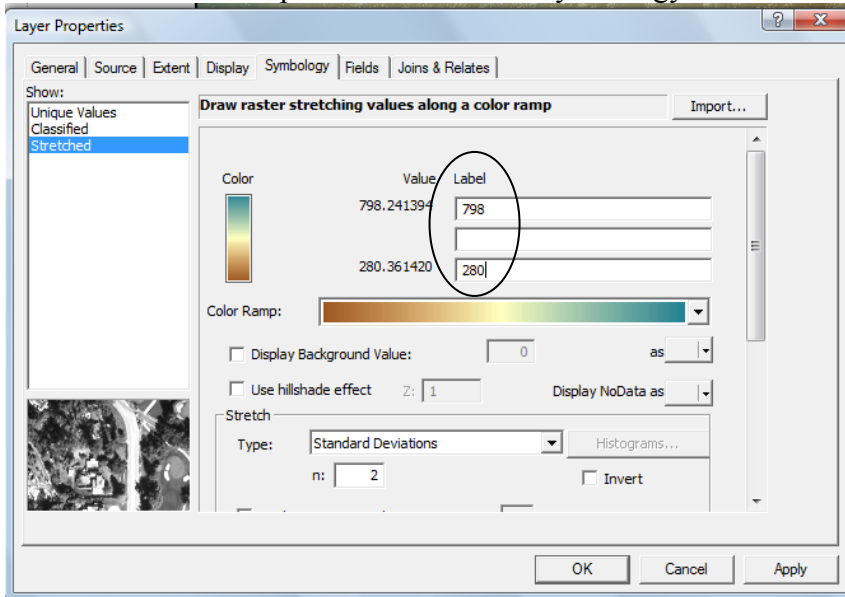 Layer Properties
General Source Extent Display Symbology Fields Joins & Relates
Show:
Unique Values
Classified
Stretched
Draw raster stretching values along a color ramp
Import...
Color Value Label
798.241394 798
280.361420 280
Color Ramp:
Display Background Value: 0 as
Use hillshade effect Z: 1 Display NoData as
Stretch
Type: Standard Deviations Histograms...
n: 2 Invert
OK Cancel Apply